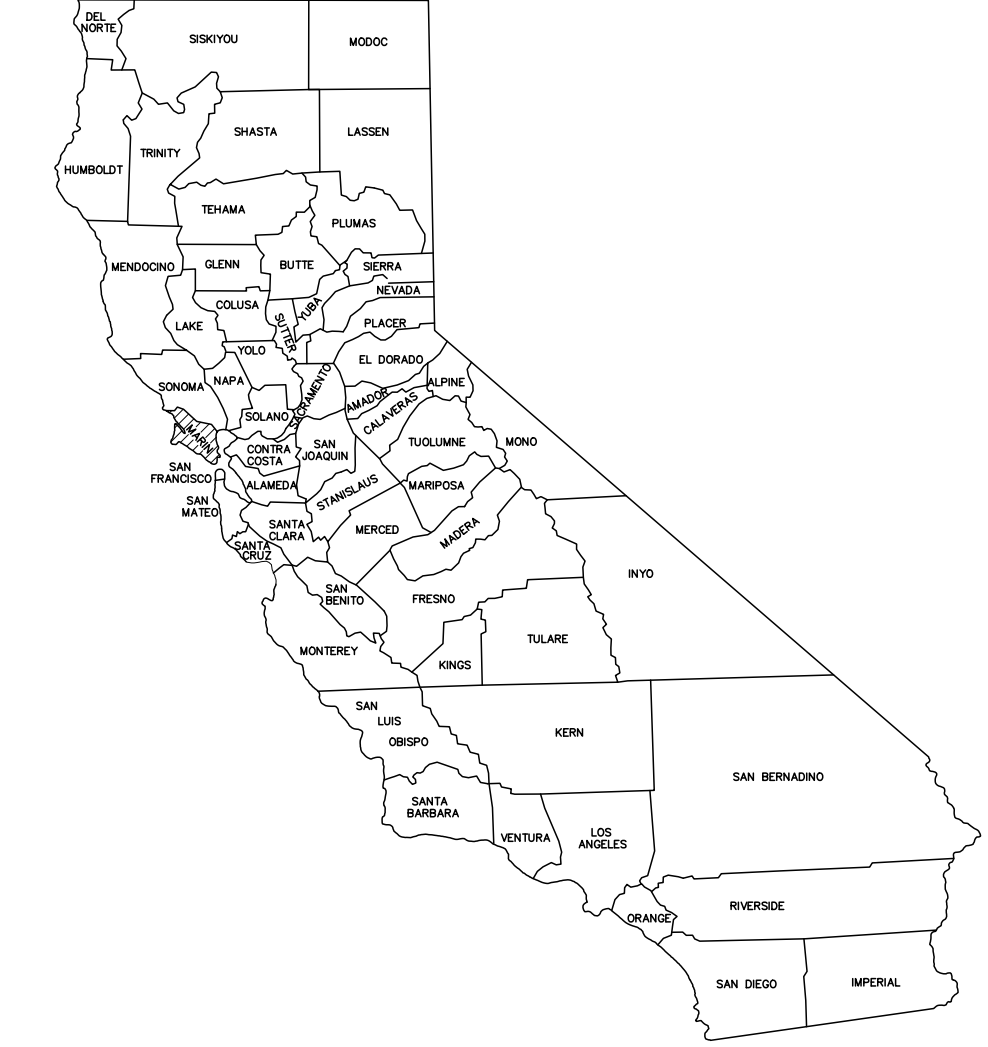 DEL
NORTE
SISKIYOU
MODOC
SHASTA
LASSEN
TRINITY
HUMBOLDT
TEHAMA
PLUMAS
MENDOCINO
GLENN
BUTTE
SIERRA
NEVADA
COLUSA
YUBA
SUTTER
LAKE
PLACER
YOLO
EL DORADO
SONOMA
NAPA
SACRAMENTO
ALPINE
AMADOR
CALAVERAS
SOLANO
MARIN
TUOLUMNE
MONO
CONTRA
COSTA
SAN
JOAQUIN
SAN
FRANCISCO
ALAMEDA
STANISLAUS
MARIPOSA
SAN
MATEO
SANTA
CLARA
MERCED
MADERA
SANTA
CRUZ
INYO
SAN
BENITO
FRESNO
TULARE
MONTEREY
KINGS
SAN
LUIS
OBISPO
KERN
SAN BERNADINO
SANTA
BARBARA
VENTURA
LOS
ANGELES
RIVERSIDE
ORANGE
SAN DIEGO
IMPERIAL